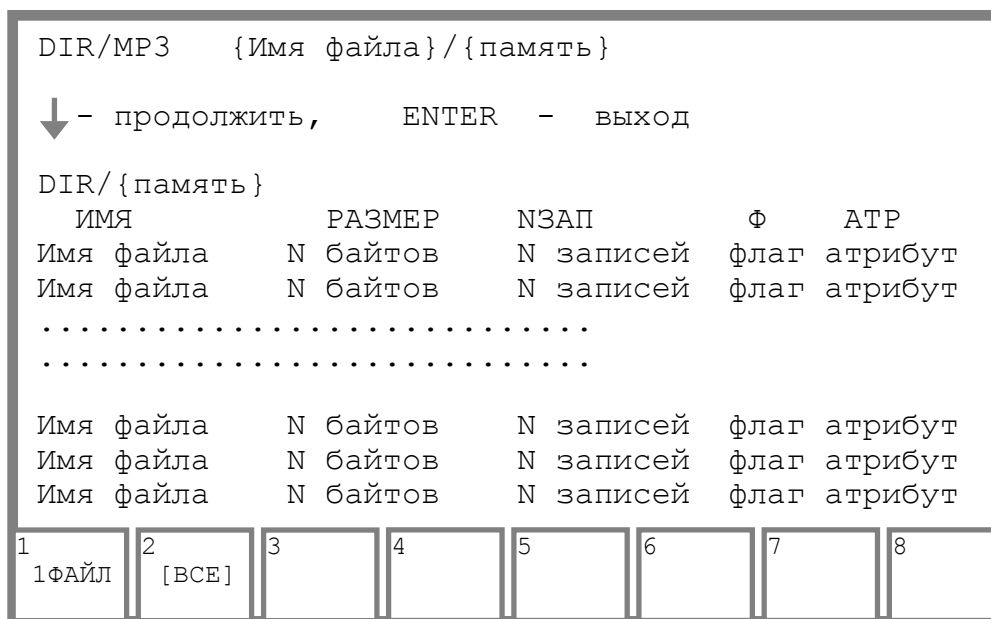 DIR/MP3 {Имя файла}/{память}
↓ - продолжить, ENTER - выход
DIR/{память}
ИМЯ РАЗМЕР NЗАП Ф АТР
Имя файла N байтов N записей флаг атрибут
Имя файла N байтов N записей флаг атрибут
.............................
.............................
Имя файла N байтов N записей флаг атрибут
Имя файла N байтов N записей флаг атрибут
Имя файла N байтов N записей флаг атрибут
1 2 3 4 5 6 7 8
1ФАЙЛ [ВСЕ]